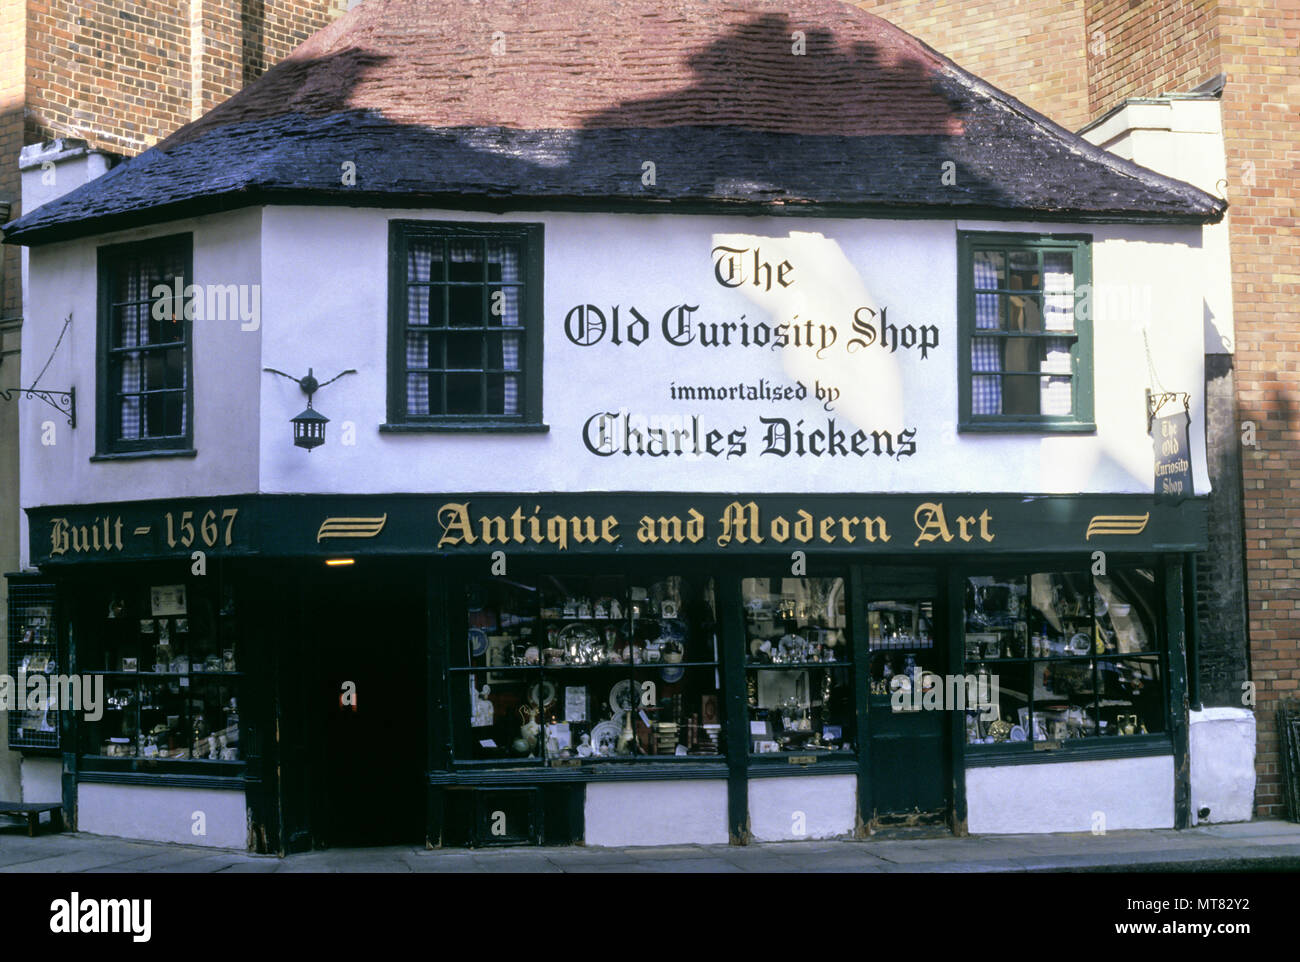 The
Old Curiosity Shop
immortalised by
Charles Dickens
The
Old
Curiosity
Shop
Built - 1567
Antique and Modern Art
alamy
Image ID: MT82Y2
www.alamy.com